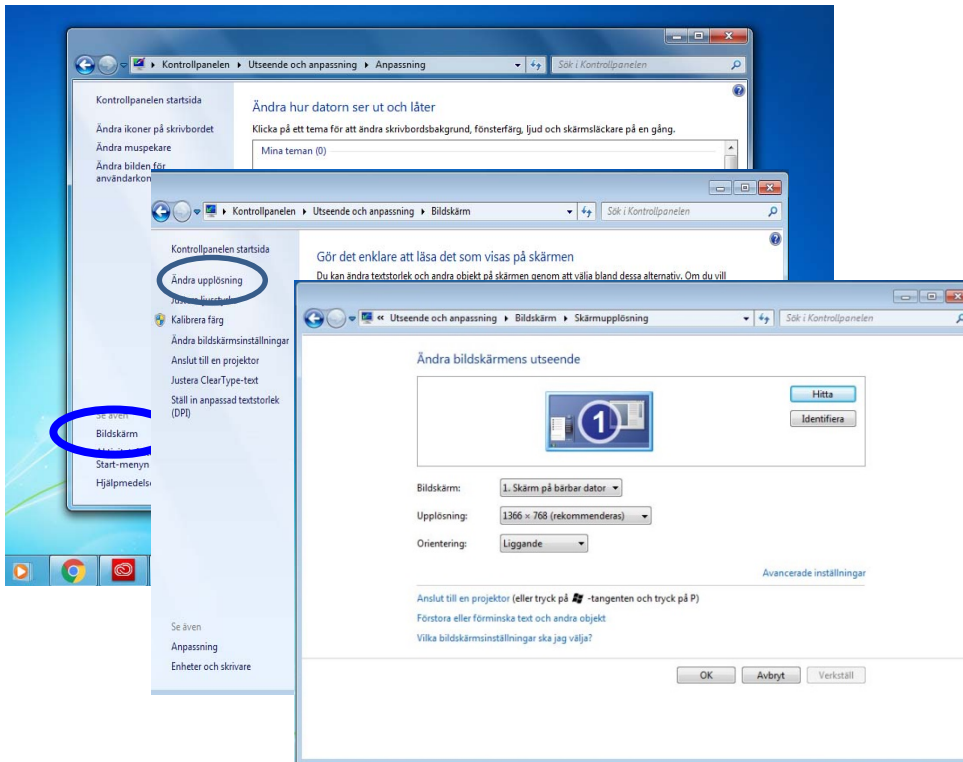 Kontrollpanelen ▸ Utseende och anpassning ▸ Anpassning
Sök i Kontrollpanelen
Kontrollpanelen startsida
Ändra ikoner på skrivbordet
Ändra muspekare
Ändra bilden för
användarkon
Ändra hur datorn ser ut och låter
Klicka på ett tema för att ändra skrivbordsbakgrund, fönsterfärg, ljud och skärmsläckare på en gång.
Mina teman (0)
Se även
Bildskärm
Start-menyn
Hjälpmedelsc
Kontrollpanelen ▸ Utseende och anpassning ▸ Bildskärm
Sök i Kontrollpanelen
Kontrollpanelen startsida
Ändra upplösning
Justera ljusstyrka
Kalibrera färg
Ändra bildskärmsinställningar
Anslut till en projektor
Justera ClearType-text
Ställ in anpassad textstorlek
(DPI)
Gör det enklare att läsa det som visas på skärmen
Du kan ändra textstorlek och andra objekt på skärmen genom att välja bland dessa alternativ. Om du vill
Se även
Anpassning
Enheter och skrivare
« Utseende och anpassning ▸ Bildskärm ▸ Skärmupplösning
Sök i Kontrollpanelen
Ändra bildskärmens utseende
1
Hitta
Identifiera
Bildskärm: 1. Skärm på bärbar dator
Upplösning: 1366 × 768 (rekommenderas)
Orientering: Liggande
Avancerade inställningar
Anslut till en projektor (eller tryck på -tangenten och tryck på P)
Förstora eller förminska text och andra objekt
Vilka bildskärmsinställningar ska jag välja?
OK Avbryt Verkställ